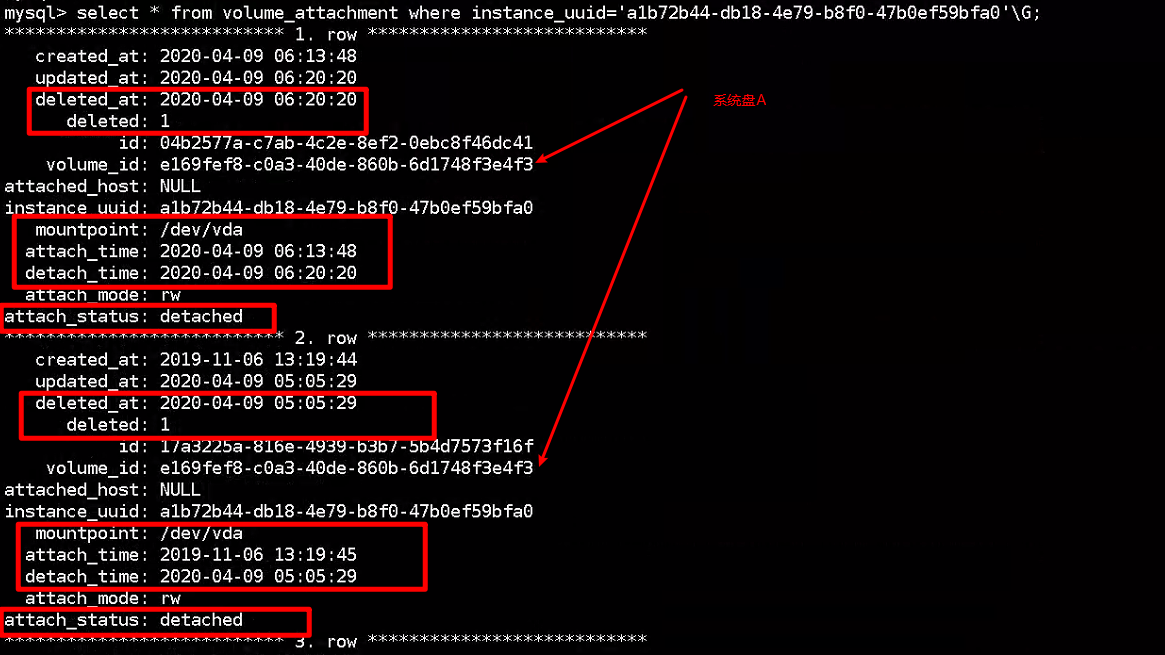 mysql> select * from volume_attachment where instance_uuid='a1b72b44-db18-4e79-b8f0-47b0ef59bfa0'\G;
*************************** 1. row ***************************
created_at: 2020-04-09 06:13:48
updated_at: 2020-04-09 06:20:20
deleted_at: 2020-04-09 06:20:20
系统盘A
deleted: 1
id: 04b2577a-c7ab-4c2e-8ef2-0ebc8f46dc41
volume_id: e169fef8-c0a3-40de-860b-6d1748f3e4f3
attached_host: NULL
instance_uuid: a1b72b44-db18-4e79-b8f0-47b0ef59bfa0
mountpoint: /dev/vda
attach_time: 2020-04-09 06:13:48
detach_time: 2020-04-09 06:20:20
attach_mode: rw
attach_status: detached
*************************** 2. row ***************************
created_at: 2019-11-06 13:19:44
updated_at: 2020-04-09 05:05:29
deleted_at: 2020-04-09 05:05:29
deleted: 1
id: 17a3225a-816e-4939-b3b7-5b4d7573f16f
volume_id: e169fef8-c0a3-40de-860b-6d1748f3e4f3
attached_host: NULL
instance_uuid: a1b72b44-db18-4e79-b8f0-47b0ef59bfa0
mountpoint: /dev/vda
attach_time: 2019-11-06 13:19:45
detach_time: 2020-04-09 05:05:29
attach_mode: rw
attach_status: detached
*************************** 3. row ***************************